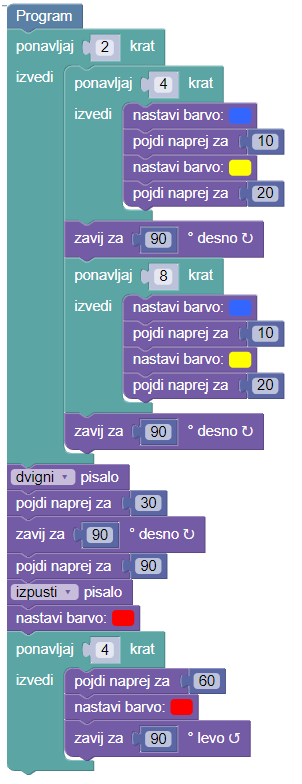 Program
ponavljaj 2 krat
izvedi
ponavljaj 4 krat
izvedi
nastavi barvo:
pojdi naprej za 10
nastavi barvo:
pojdi naprej za 20
zavij za 90 ° desno ↻
ponavljaj 8 krat
izvedi
nastavi barvo:
pojdi naprej za 10
nastavi barvo:
pojdi naprej za 20
zavij za 90 ° desno ↻
dvigni ▾ pisalo
pojdi naprej za 30
zavij za 90 ° desno ↻
pojdi naprej za 90
izpusti ▾ pisalo
nastavi barvo:
ponavljaj 4 krat
izvedi
pojdi naprej za 60
nastavi barvo:
zavij za 90 ° levo ↺